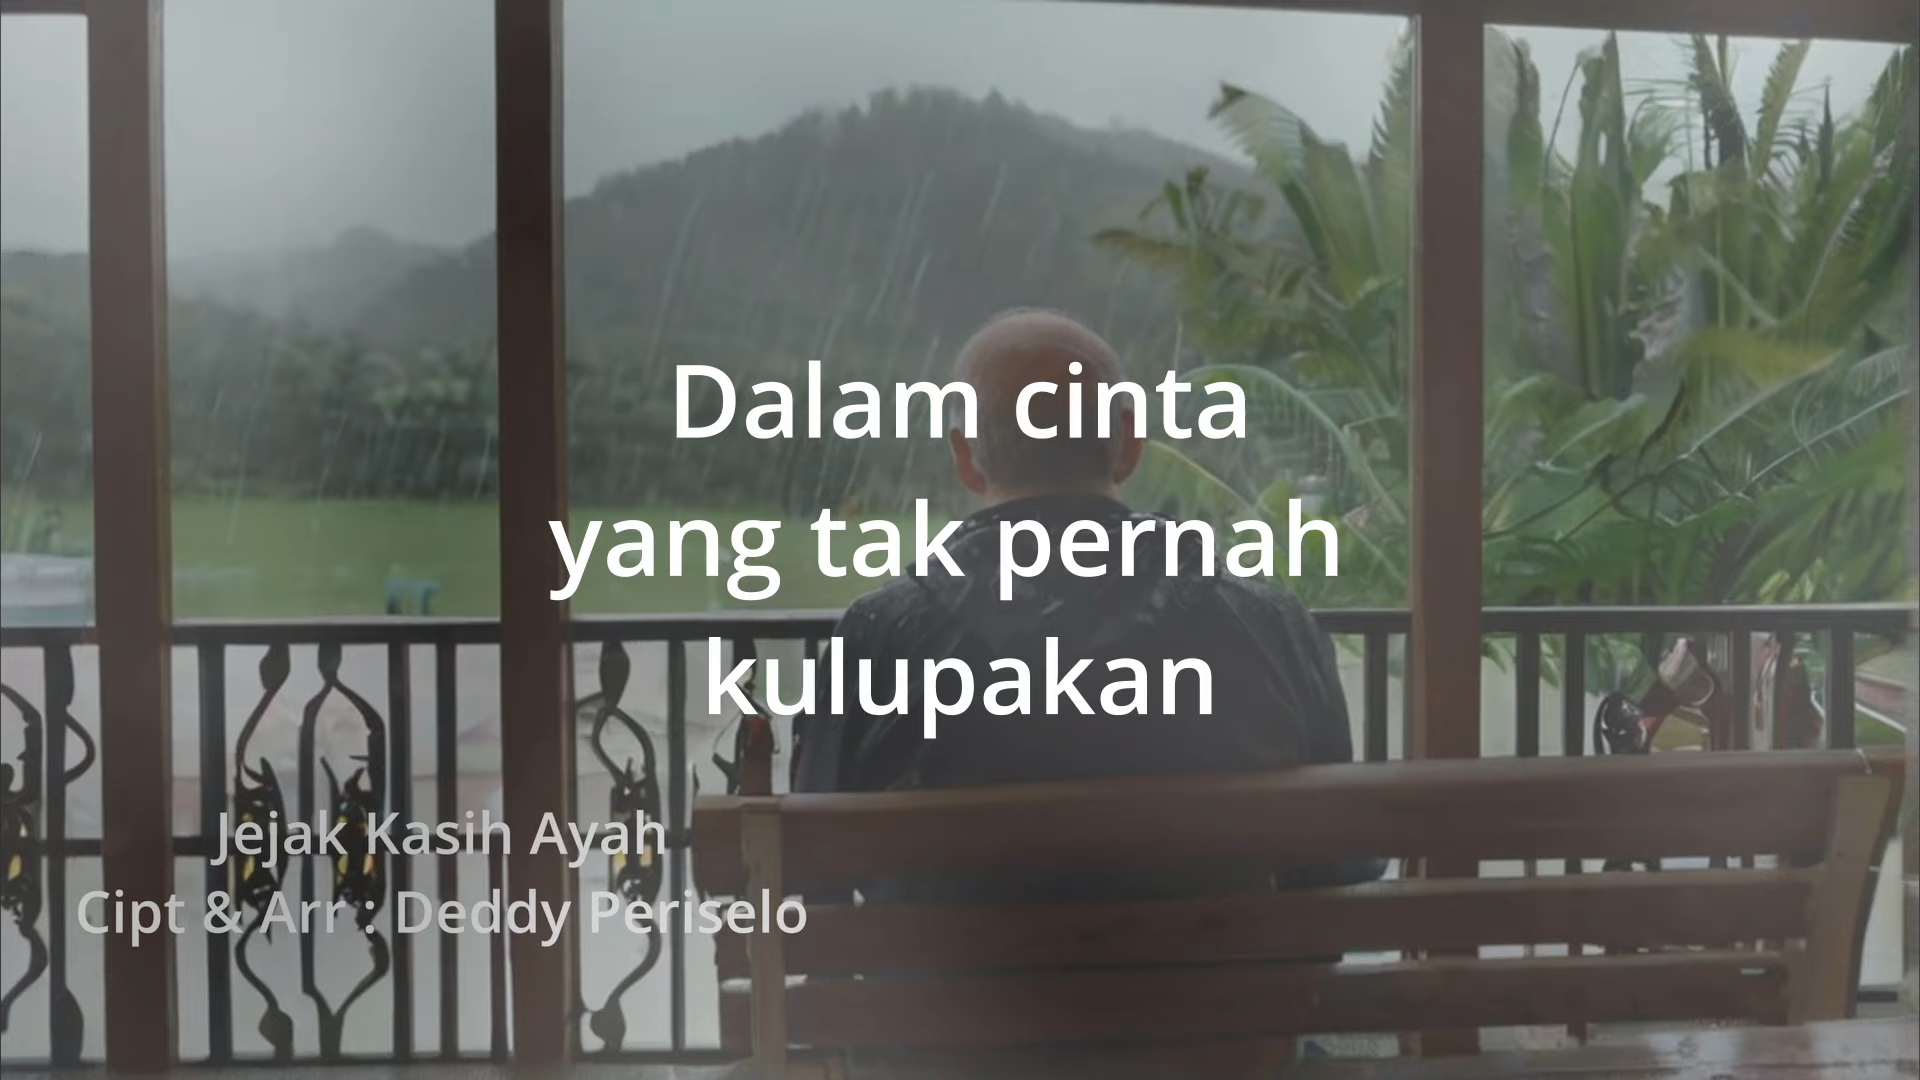 Dalam cinta
yang tak pernah
kulupakan
Jejak Kasih Ayah
Cipt & Arr : Deddy Periselo